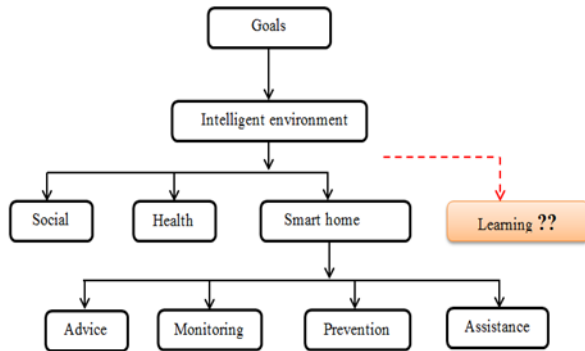 Goals
Intelligent environment
Social
Health
Smart home
Learning ??
Advice
Monitoring
Prevention
Assistance